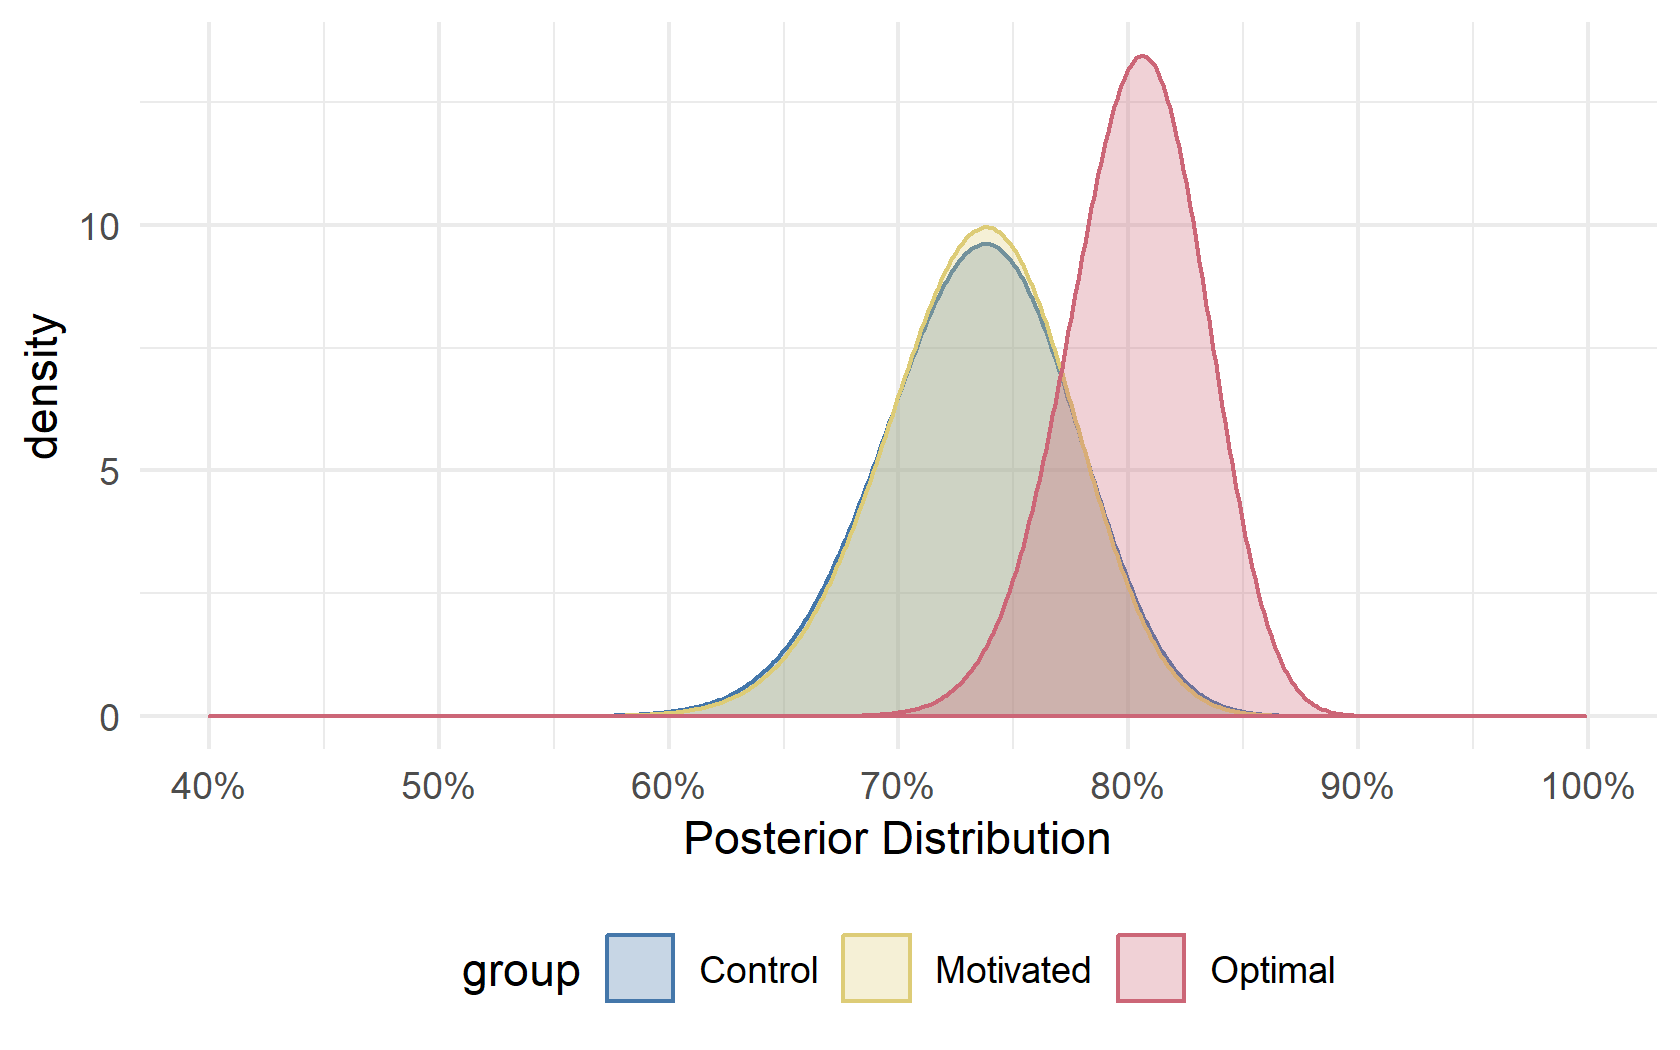 density
10
5
0
40% 50% 60% 70% 80% 90% 100%
Posterior Distribution
group Control Motivated Optimal